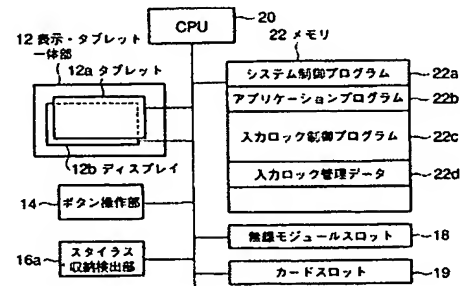 20
CPU
12 表示・タブレット
一体部
12a タブレット
12b ディスプレイ
22 メモリ
システム制御プログラム
22a
アプリケーションプログラム
22b
入力ロック制御プログラム
22c
入力ロック管理データ
22d
14
ボタン操作部
無線モジュールスロット
18
16a
スタイラス
収納検出部
カードスロット
19